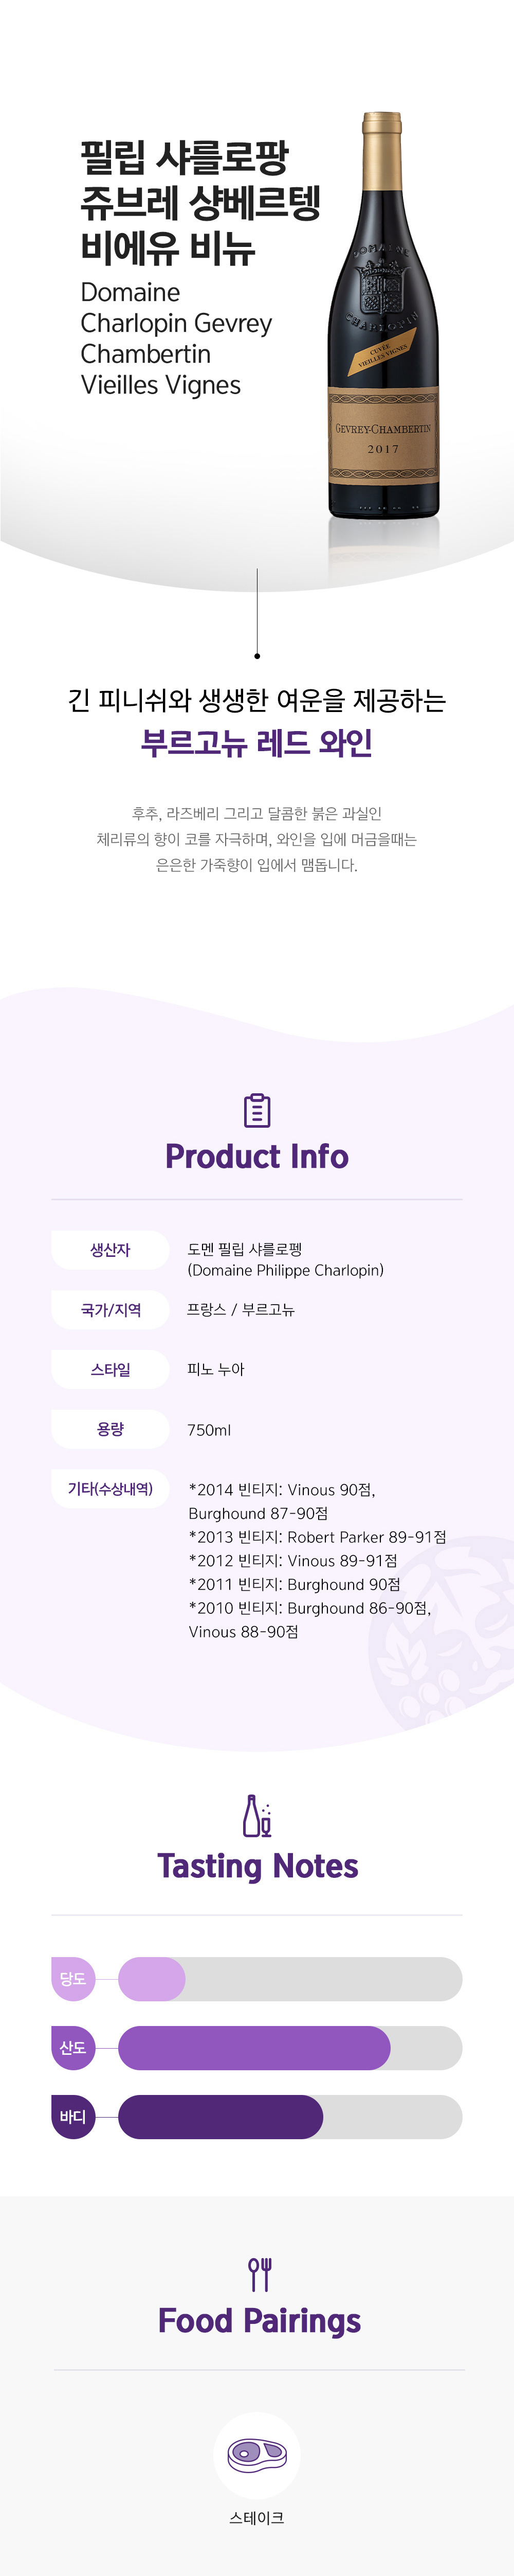 필립 샤를로팡
쥬브레 샹베르텡
비에유 비뉴
Domaine
Charlopin Gevrey
Chambertin
Vieilles Vignes
DOMAINE
CHARLOPIN
CUVÉE
VIEILLES VIGNES
GEVREY-CHAMBERTIN
2017
긴 피니쉬와 생생한 여운을 제공하는
부르고뉴 레드 와인
후추, 라즈베리 그리고 달콤한 붉은 과실인
체리류의 향이 코를 자극하며, 와인을 입에 머금을때는
은은한 가죽향이 입에서 맴돕니다.
Product Info
생산자
도멘 필립 샤를로펭
(Domaine Philippe Charlopin)
국가/지역
프랑스 / 부르고뉴
스타일
피노 누아
용량
750ml
기타(수상내역)
*2014 빈티지: Vinous 90점,
Burghound 87-90점
*2013 빈티지: Robert Parker 89-91점
*2012 빈티지: Vinous 89-91점
*2011 빈티지: Burghound 90점
*2010 빈티지: Burghound 86-90점,
Vinous 88-90점
Tasting Notes
당도
산도
바디
Food Pairings
스테이크